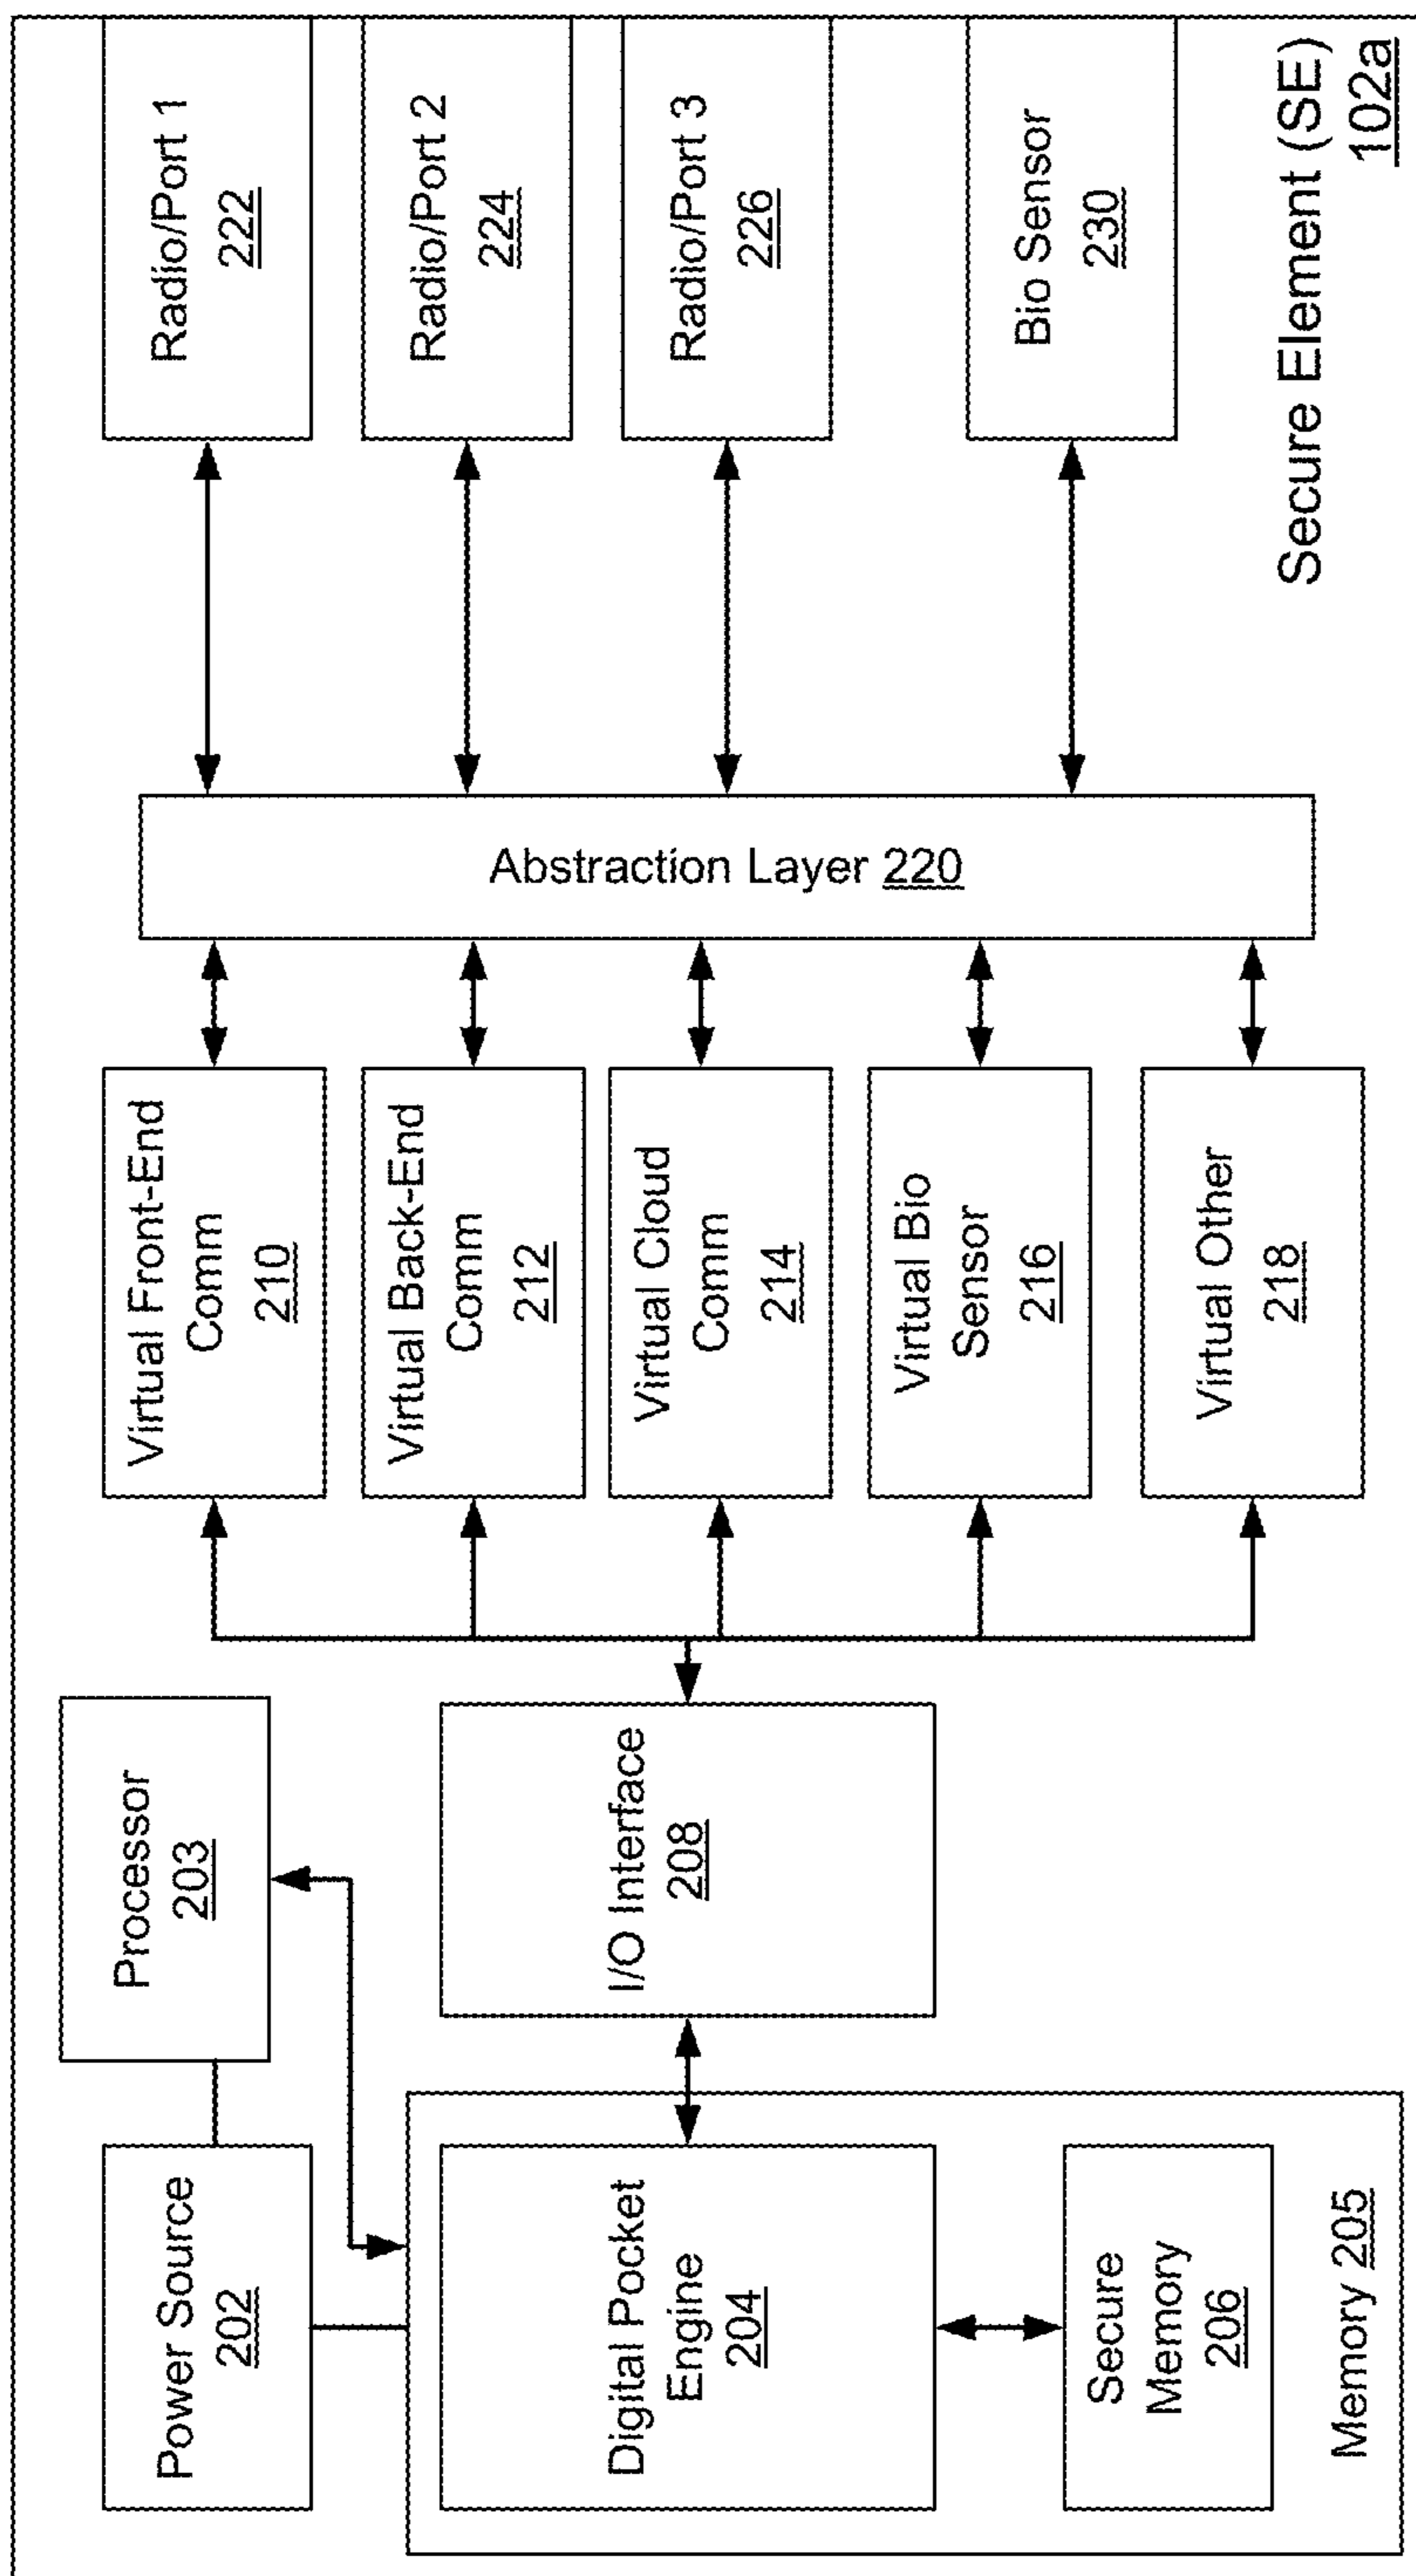 Power Source
202
Processor
203
Digital Pocket
Engine
204
Secure
Memory
206
Memory 205
I/O Interface
208
Virtual Front-End
Comm
210
Virtual Back-End
Comm
212
Virtual Cloud
Comm
214
Virtual Bio
Sensor
216
Virtual Other
218
Abstraction Layer 220
Radio/Port 1
222
Radio/Port 2
224
Radio/Port 3
226
Bio Sensor
230
Secure Element (SE)
102a